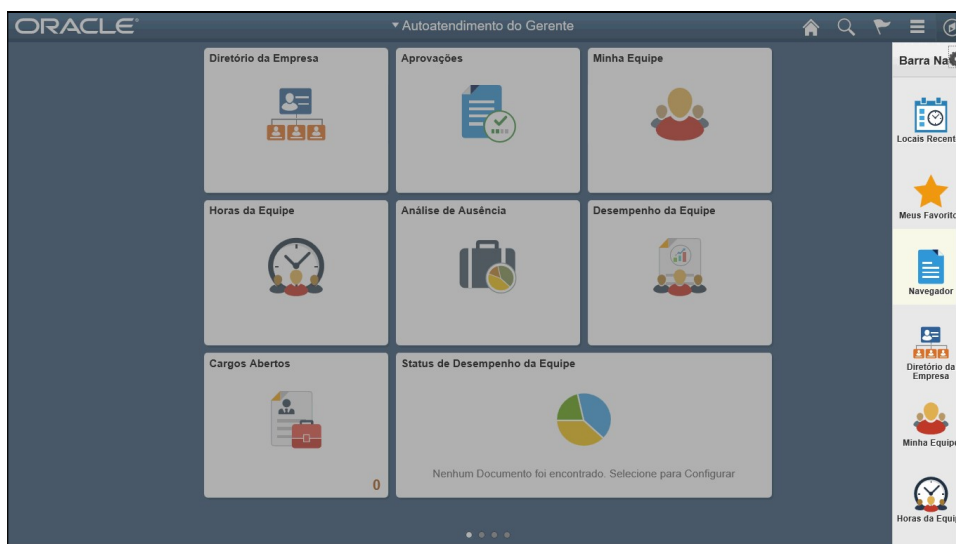 ORACLE
Autoatendimento do Gerente
Diretório da Empresa
Aprovações
Minha Equipe
Barra Na
Locais Recent
Meus Favorito
Horas da Equipe
Análise de Ausência
Desempenho da Equipe
Navegador
Diretório da
Empresa
Cargos Abertos
Status de Desempenho da Equipe
Minha Equipe
Nenhum Documento foi encontrado. Selecione para Configurar
0
Horas da Equi